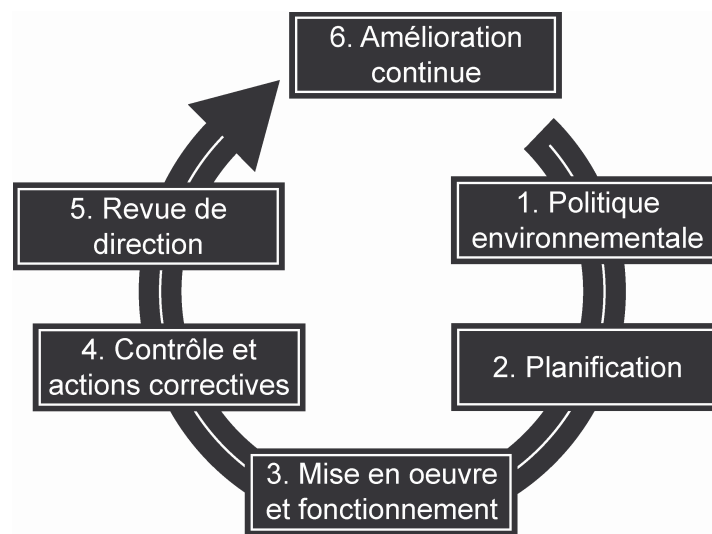 6. Amélioration
continue
1. Politique
environnementale
2. Planification
3. Mise en oeuvre
et fonctionnement
4. Contrôle et
actions correctives
5. Revue de
direction